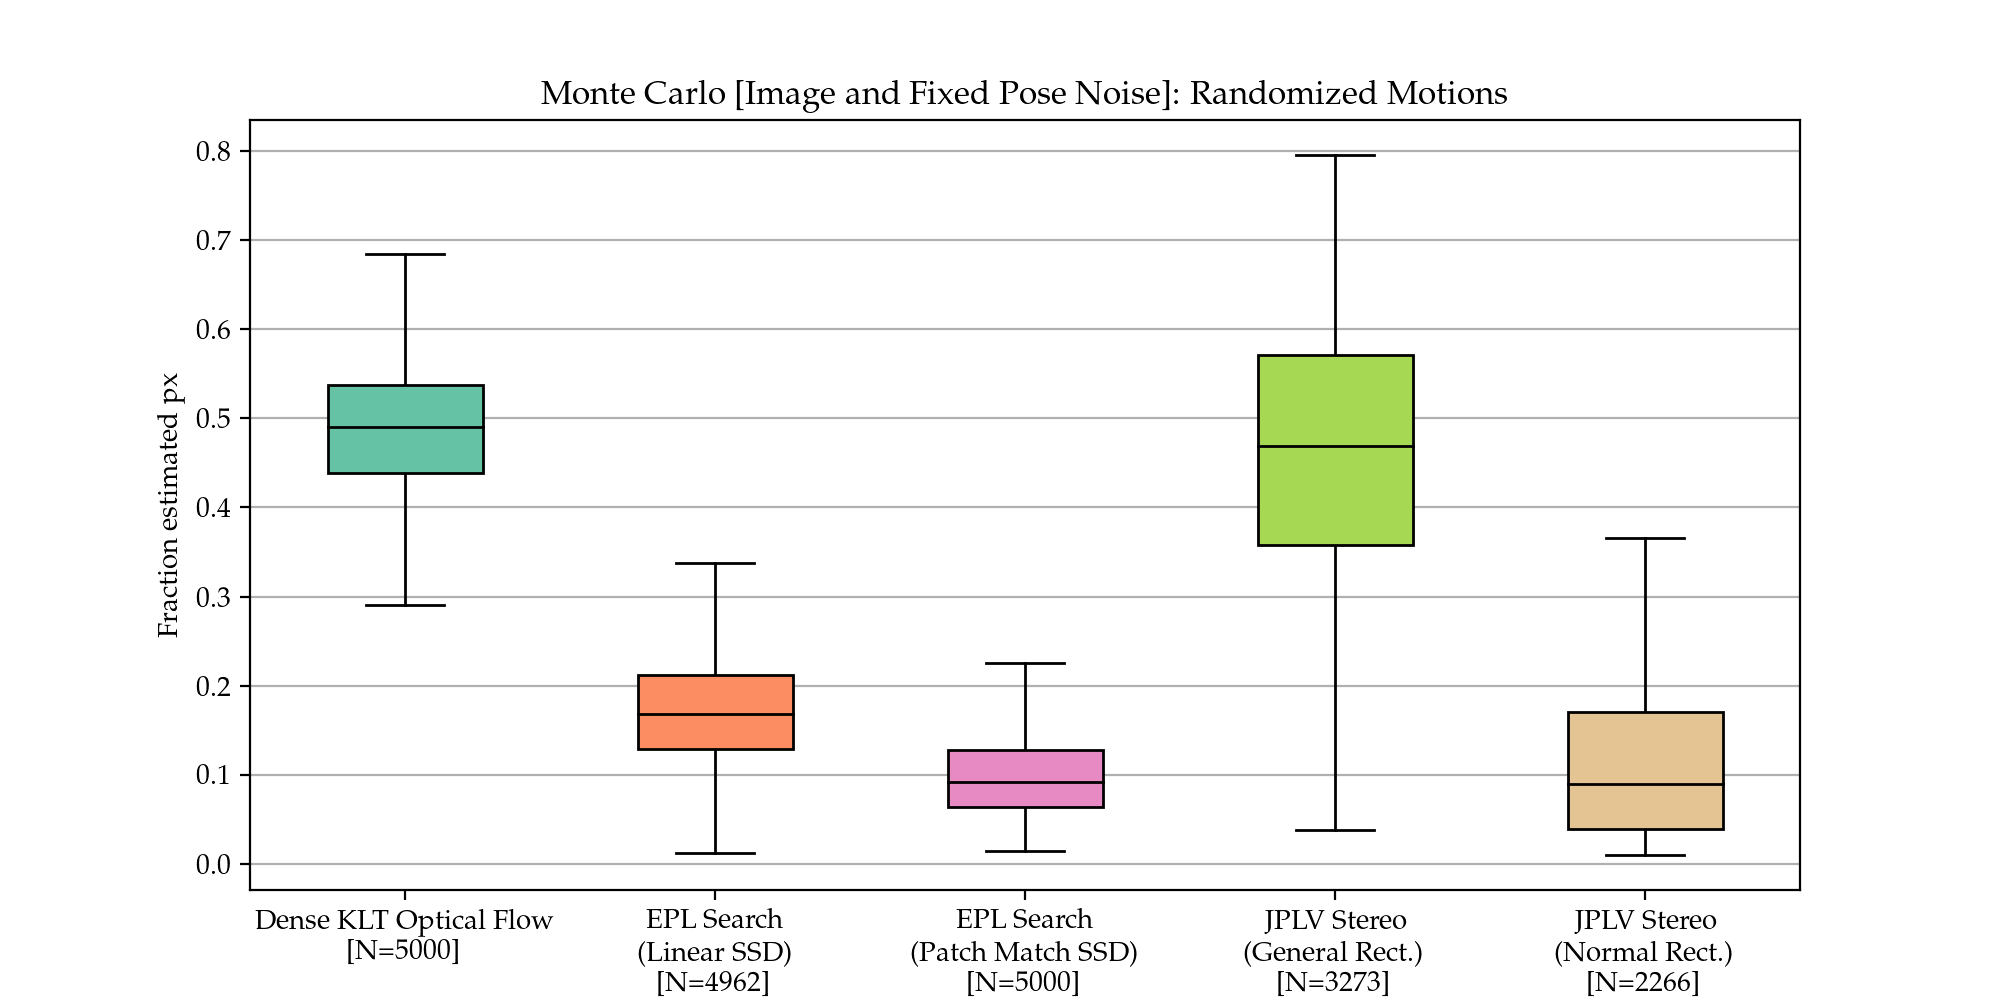 Monte Carlo [Image and Fixed Pose Noise]: Randomized Motions
Fraction estimated px
0.8
0.7
0.6
0.5
0.4
0.3
0.2
0.1
0.0
Dense KLT Optical Flow
[N=5000]
EPL Search
(Linear SSD)
[N=4962]
EPL Search
(Patch Match SSD)
[N=5000]
JPLV Stereo
(General Rect.)
[N=3273]
JPLV Stereo
(Normal Rect.)
[N=2266]